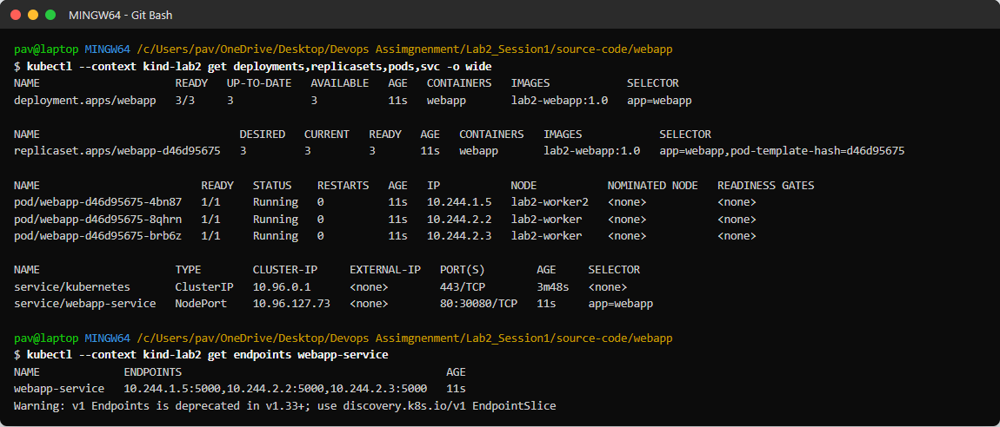 MINGW64 - Git Bash
pav@laptop MINGW64 /c/Users/pav/OneDrive/Desktop/Devops Assimgnenment/Lab2_Session1/source-code/webapp
$ kubectl --context kind-lab2 get deployments,replicasets,pods,svc -o wide
NAME                     READY   UP-TO-DATE   AVAILABLE   AGE   CONTAINERS   IMAGES            SELECTOR
deployment.apps/webapp   3/3     3            3           11s   webapp       lab2-webapp:1.0   app=webapp
NAME                               DESIRED   CURRENT   READY   AGE   CONTAINERS   IMAGES            SELECTOR
replicaset.apps/webapp-d46d95675   3         3         3       11s   webapp       lab2-webapp:1.0   app=webapp,pod-template-hash=d46d95675
NAME                         READY   STATUS    RESTARTS   AGE   IP           NODE           NOMINATED NODE   READINESS GATES
pod/webapp-d46d95675-4bn87   1/1     Running   0          11s   10.244.1.5   lab2-worker2   <none>           <none>
pod/webapp-d46d95675-8qhrn   1/1     Running   0          11s   10.244.2.2   lab2-worker    <none>           <none>
pod/webapp-d46d95675-brb6z   1/1     Running   0          11s   10.244.2.3   lab2-worker    <none>           <none>
NAME                     TYPE        CLUSTER-IP     EXTERNAL-IP   PORT(S)        AGE     SELECTOR
service/kubernetes       ClusterIP   10.96.0.1      <none>        443/TCP        3m48s   <none>
service/webapp-service   NodePort    10.96.127.73   <none>        80:30080/TCP   11s     app=webapp
pav@laptop MINGW64 /c/Users/pav/OneDrive/Desktop/Devops Assimgnenment/Lab2_Session1/source-code/webapp
$ kubectl --context kind-lab2 get endpoints webapp-service
NAME             ENDPOINTS                                         AGE
webapp-service   10.244.1.5:5000,10.244.2.2:5000,10.244.2.3:5000   11s
Warning: v1 Endpoints is deprecated in v1.33+; use discovery.k8s.io/v1 EndpointSlice